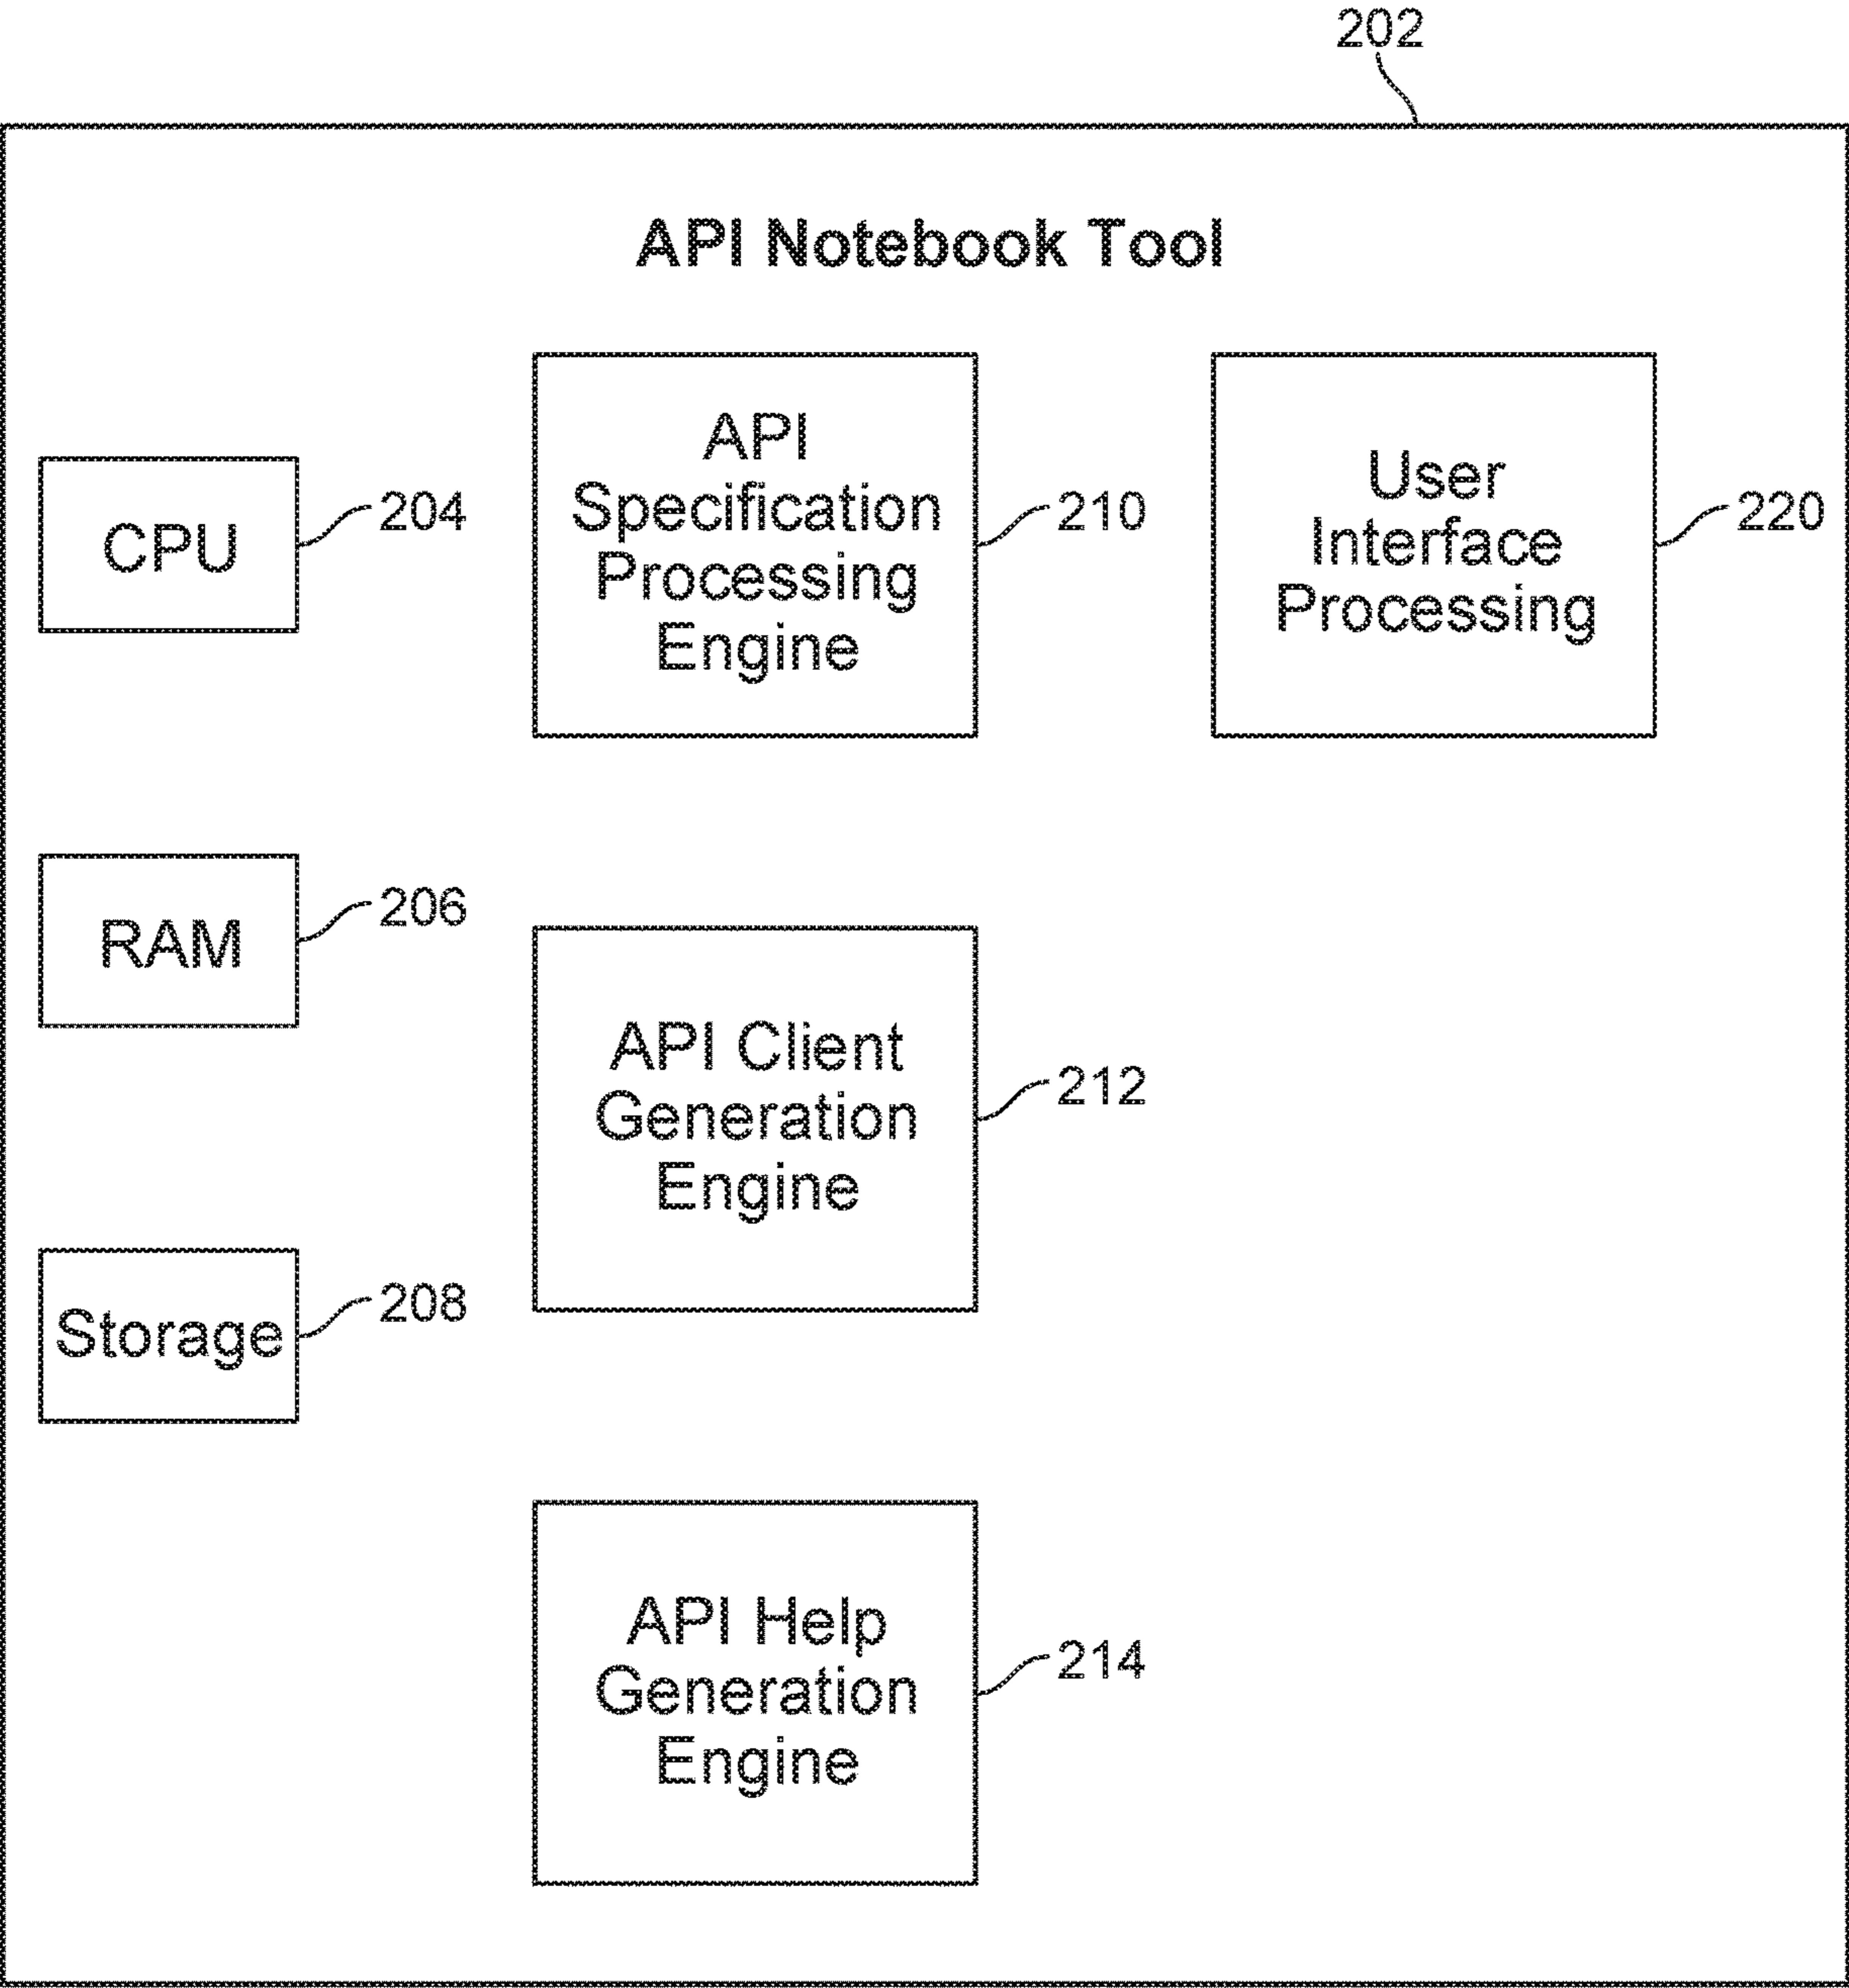 202
API Notebook Tool
CPU
204
RAM
206
Storage
208
API
Specification
Processing
Engine
210
API Client
Generation
Engine
212
API Help
Generation
Engine
214
User
Interface
Processing
220